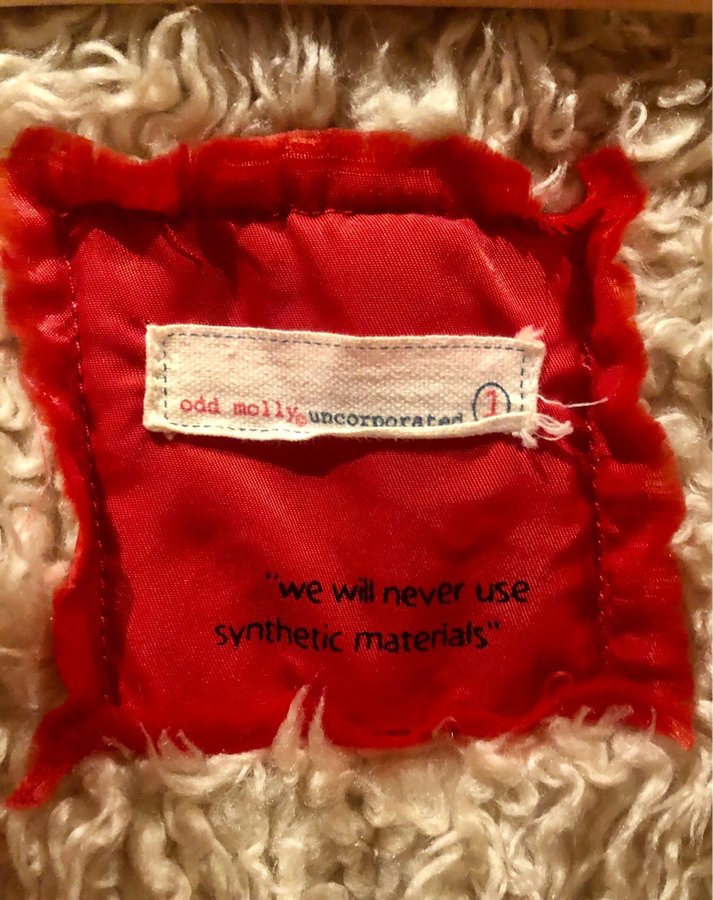 odd molly© uncorporated 1
"we will never use
synthetic materials"